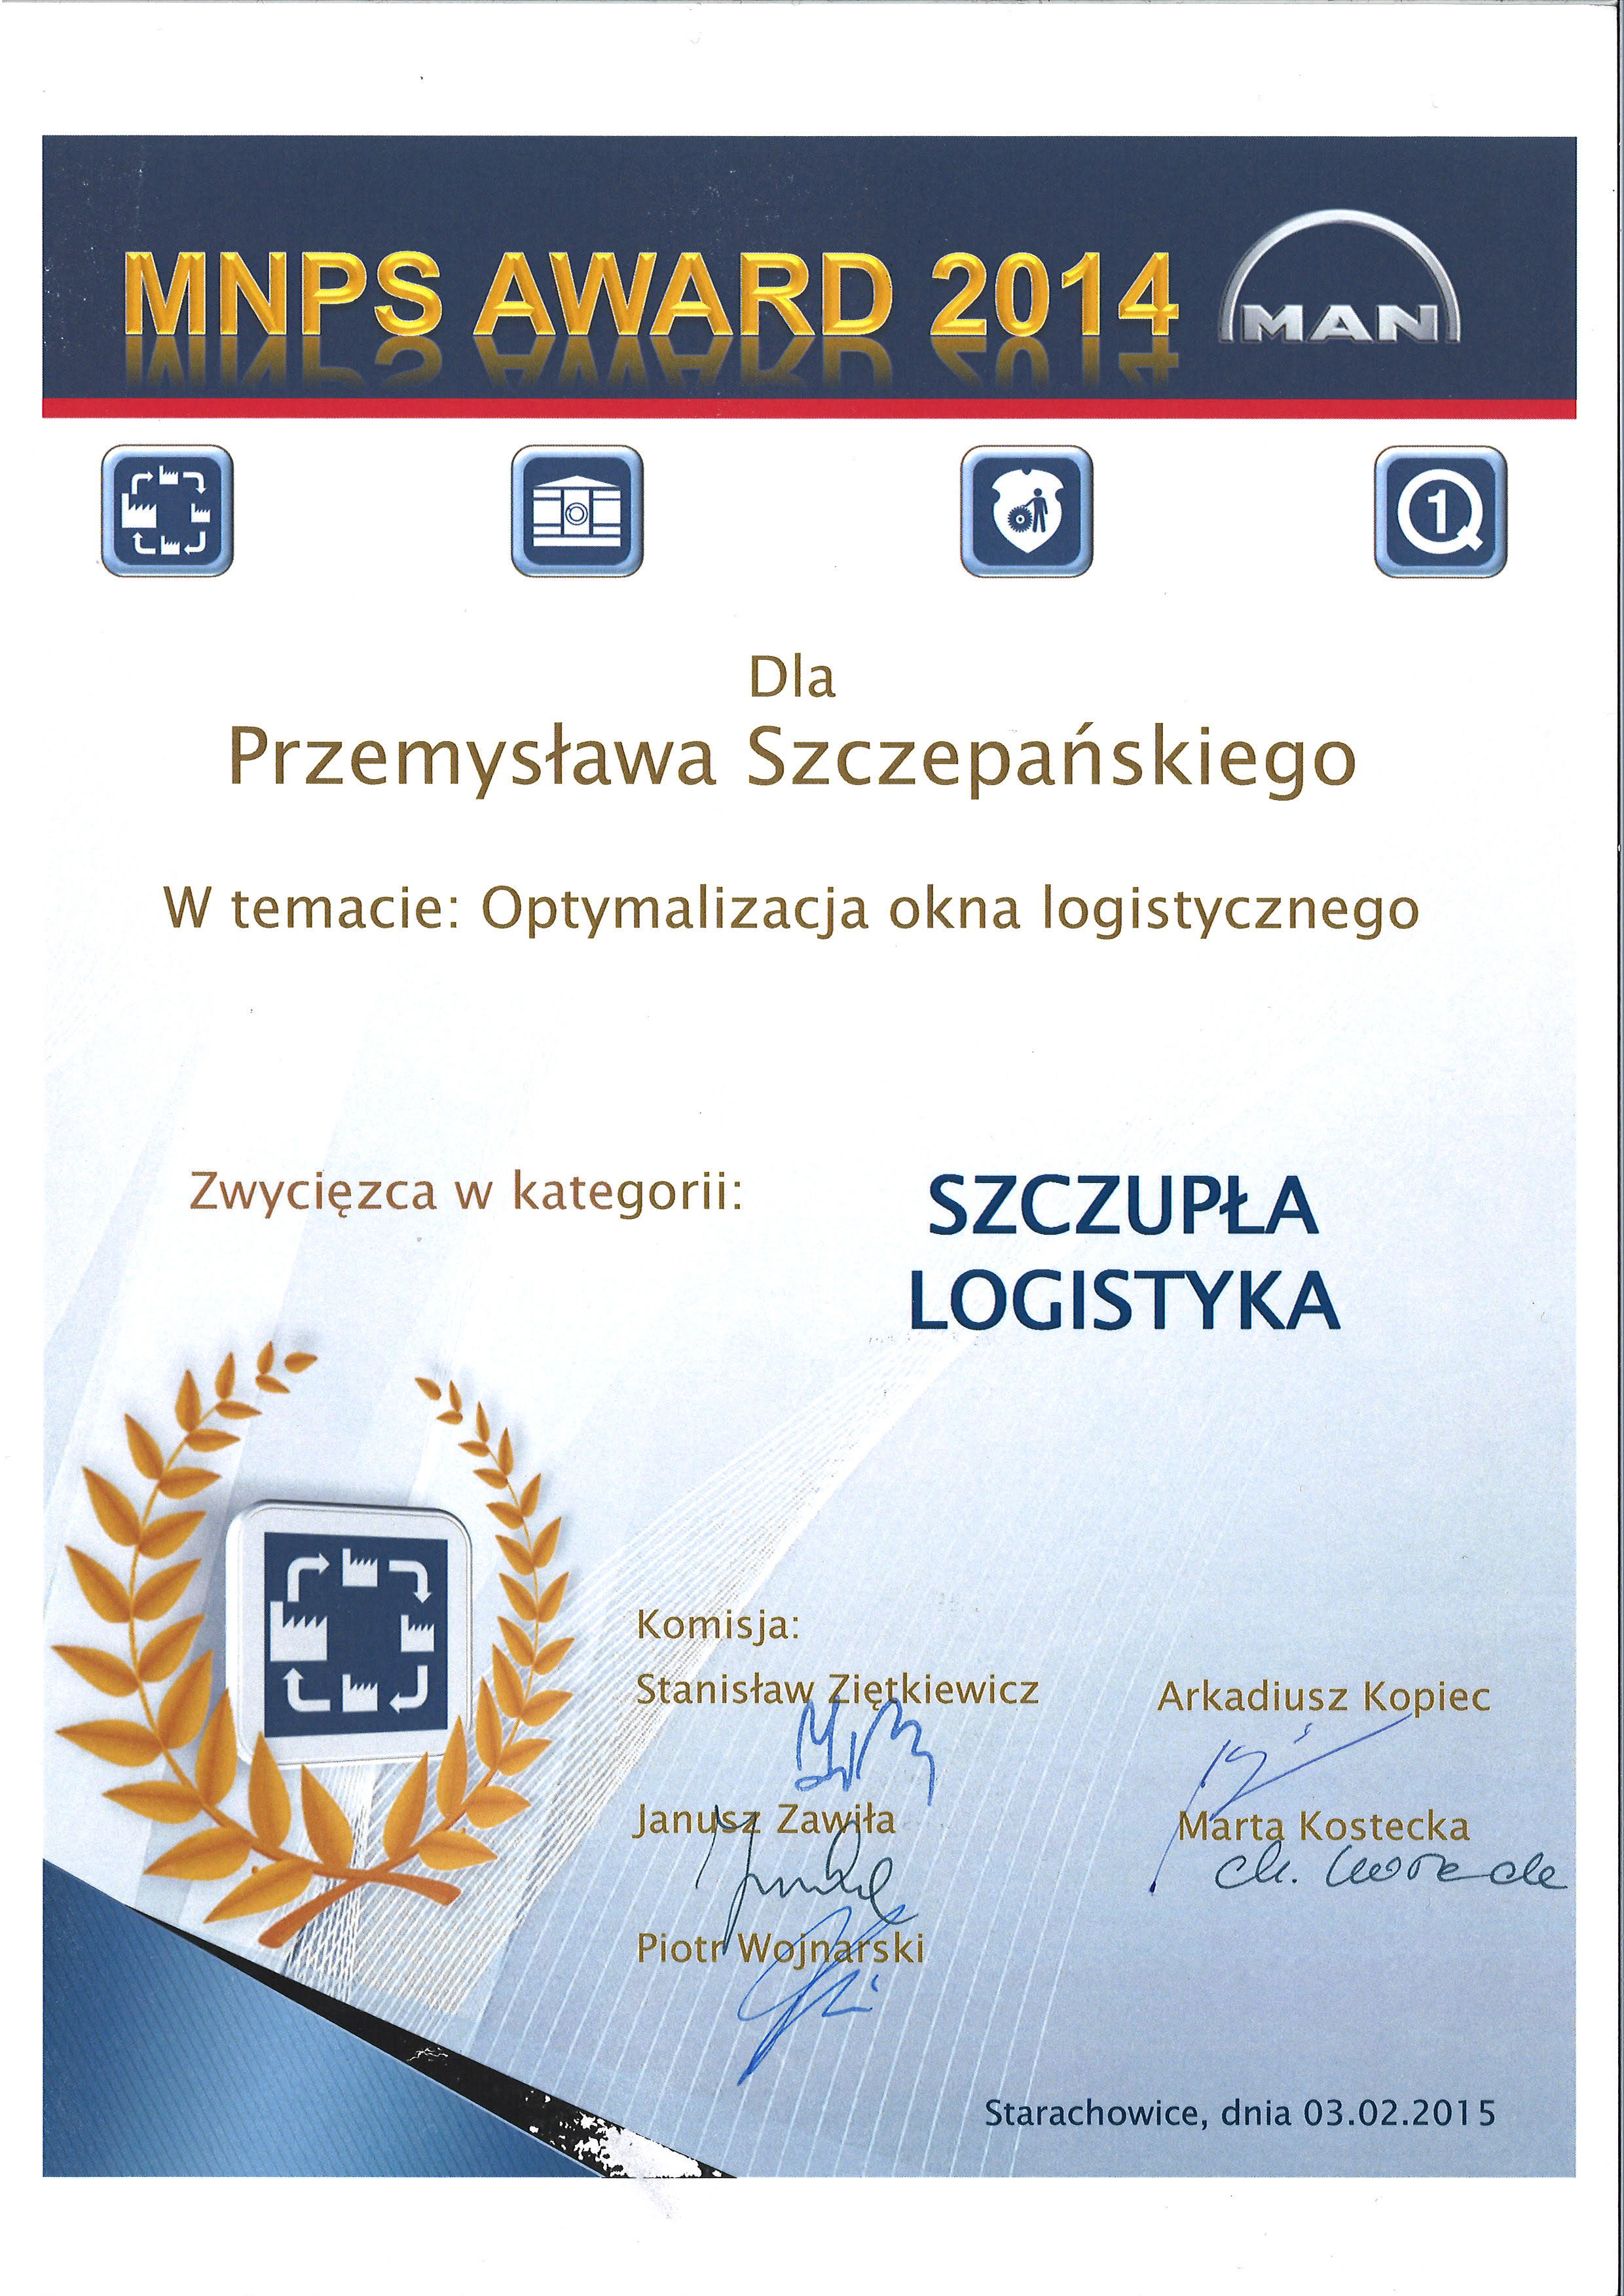 MNPS AWARD 2014
MAN
1
Dla
Przemysława Szczepańskiego
W temacie: Optymalizacja okna logistycznego
Zwycięzca w kategorii:
SZCZUPŁA
LOGISTYKA
Komisja:
Stanisław Ziętkiewicz
Arkadiusz Kopiec
Janusz Zawiła
Marta Kostecka
Piotr Wojnarski
Starachowice, dnia 03.02.2015